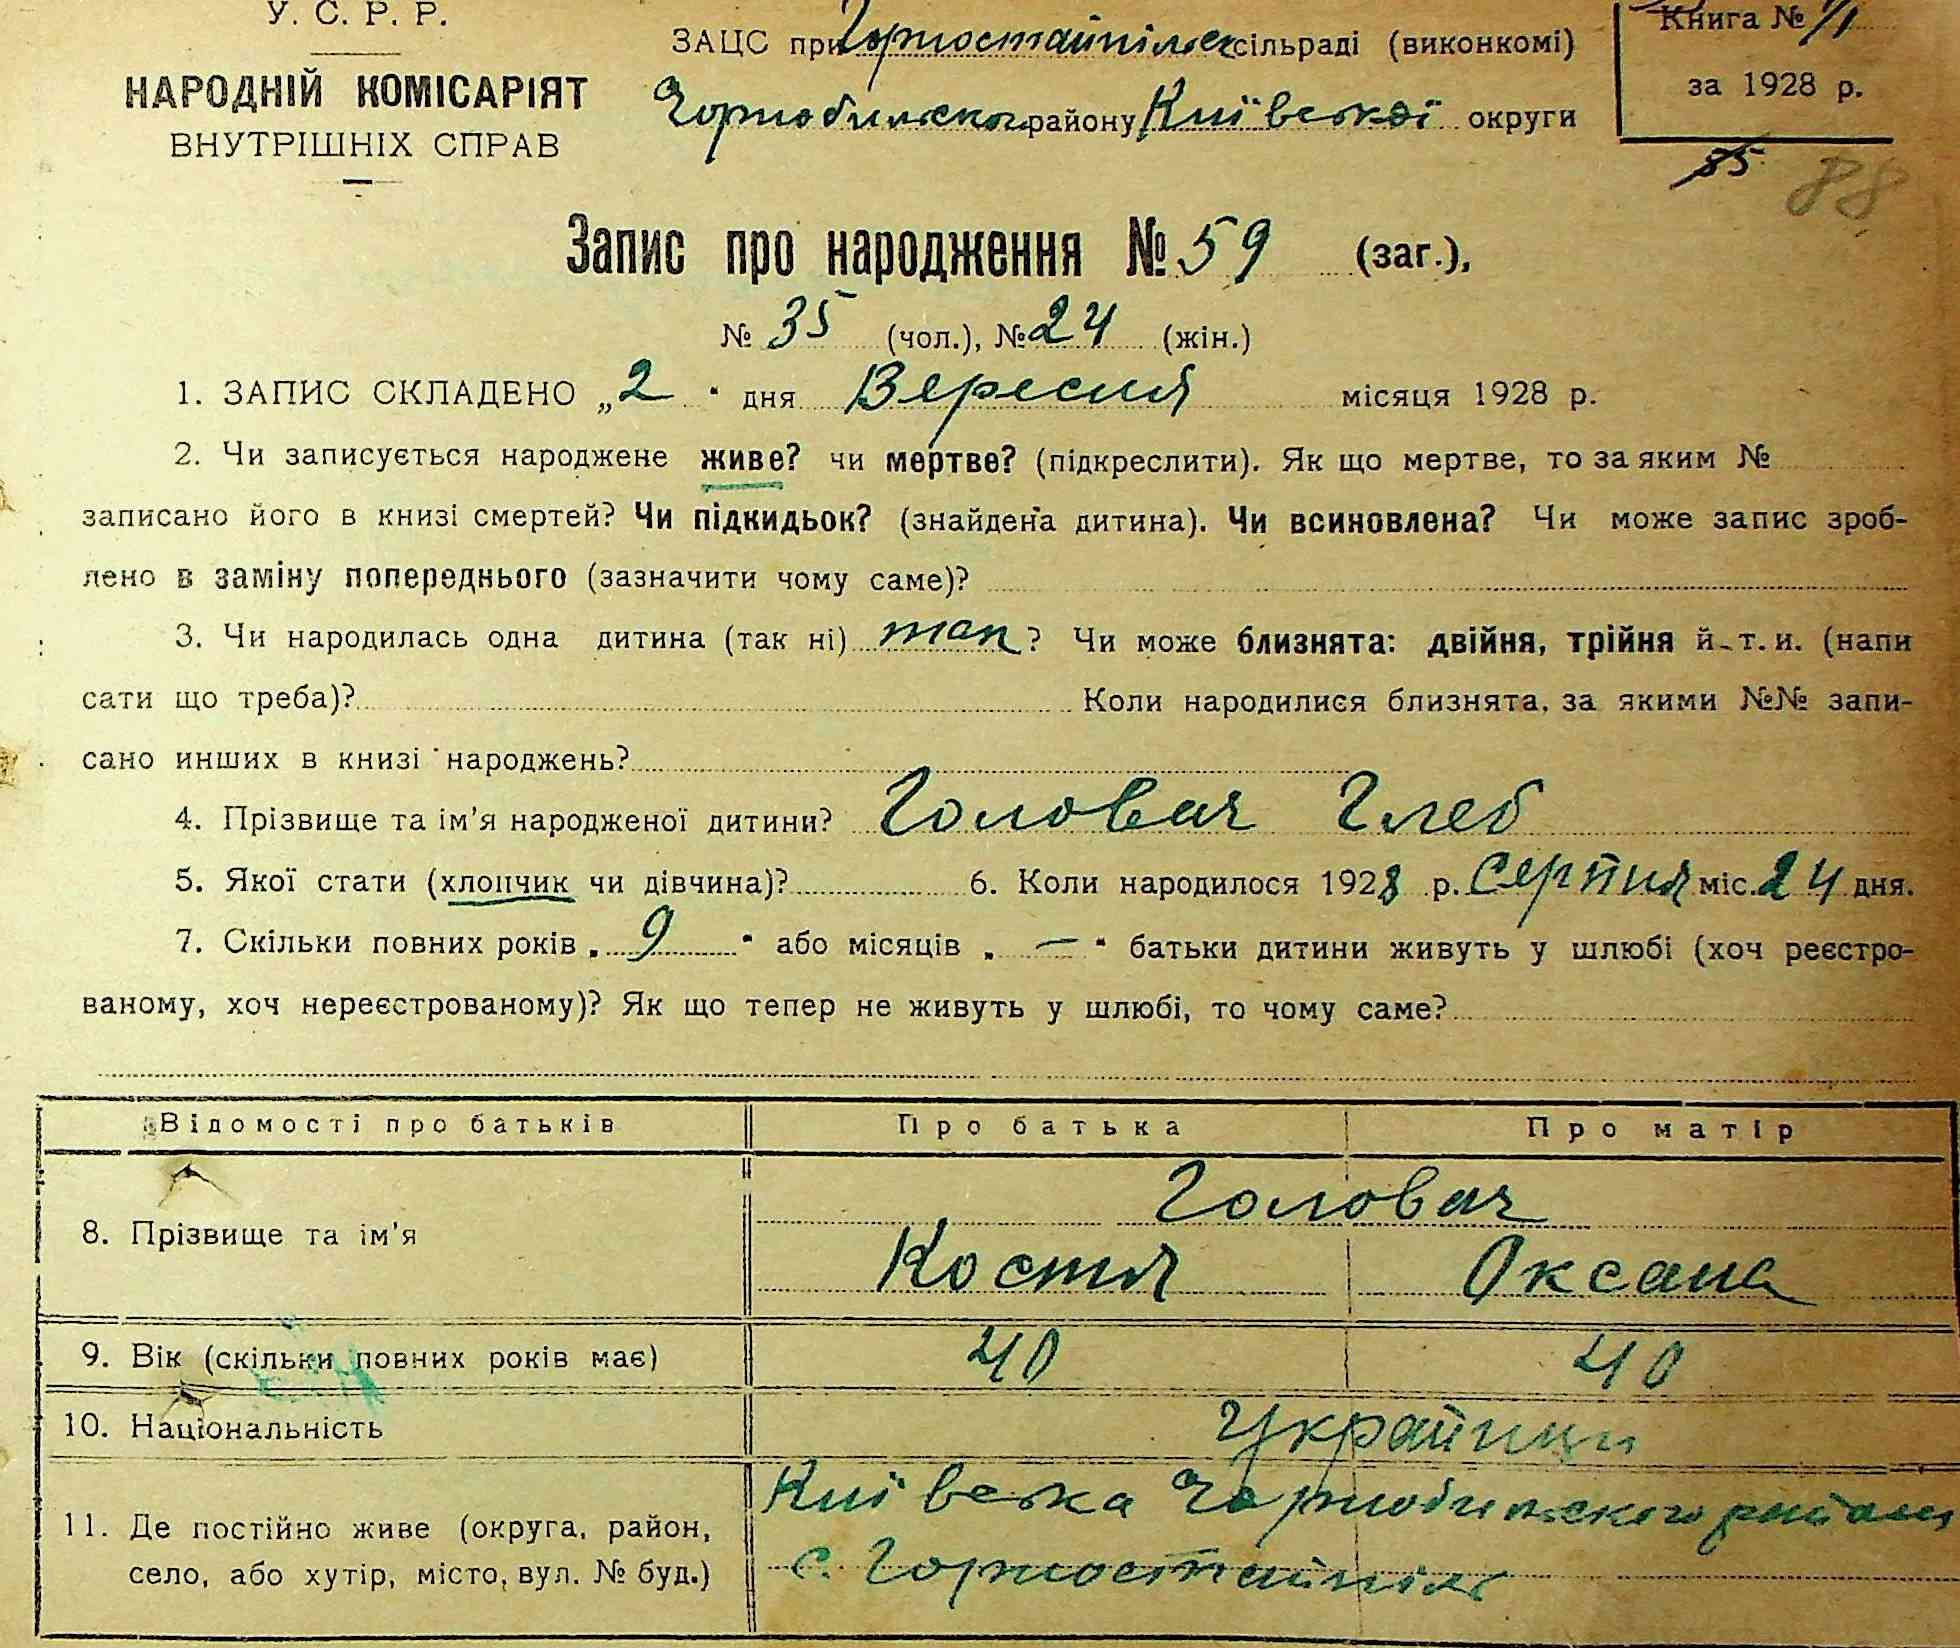 У. С. Р. Р.
НАРОДНІЙ КОМІСАРІЯТ
ВНУТРІШНІХ СПРАВ
ЗАЦС при Горностайпільск сільраді (виконкомі)
Чорнобильського району Київської округи
Книга №
за 1928 р.
85
88
Запис про народження № 59 (заг.),
№ 35 (чол.), № 24 (жін.)
1. ЗАПИС СКЛАДЕНО „2" дня Вересня місяця 1928 р.
2. Чи записується народжене живе? чи мертве? (підкреслити). Як що мертве, то за яким №
записано його в книзі смертей? Чи підкидьок? (знайдена дитина). Чи всиновлена? Чи може запис зроб-
лено в заміну попереднього (зазначити чому саме)?
3. Чи народилась одна дитина (так ні) так? Чи може близнята: двійня, трійня й т. и. (напи
сати що треба)? Коли народилися близнята, за якими №№ запи-
сано инших в книзі народжень?
4. Прізвище та ім'я народженої дитини? Головач Глеб
5. Якої стати (хлопчик чи дівчина)? 6. Коли народилося 1928 р. Серпня міс. 24 дня.
7. Скільки повних років „9" або місяців „—" батьки дитини живуть у шлюбі (хоч реєстро-
ваному, хоч нереєстрованому)? Як що тепер не живуть у шлюбі, то чому саме?
Відомості про батьків Про батька Про матір
8. Прізвище та ім'я Головач
Костя Оксана
9. Вік (скільки повних років має) 40 40
10. Національність Українци
11. Де постійно живе (округа, район,
село, або хутір, місто, вул. № буд.)
Київська Чорнобильського району
с. Горностайпіль